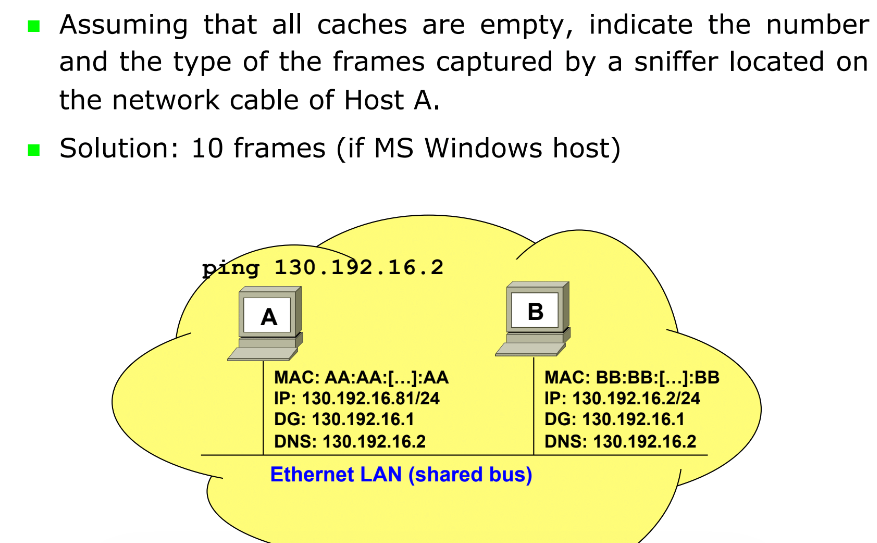 Assuming that all caches are empty, indicate the number
and the type of the frames captured by a sniffer located on
the network cable of Host A.
Solution: 10 frames (if MS Windows host)
ping 130.192.16.2
A
B
MAC: AA:AA:[…]:AA
IP: 130.192.16.81/24
DG: 130.192.16.1
DNS: 130.192.16.2
MAC: BB:BB:[…]:BB
IP: 130.192.16.2/24
DG: 130.192.16.1
DNS: 130.192.16.2
Ethernet LAN (shared bus)